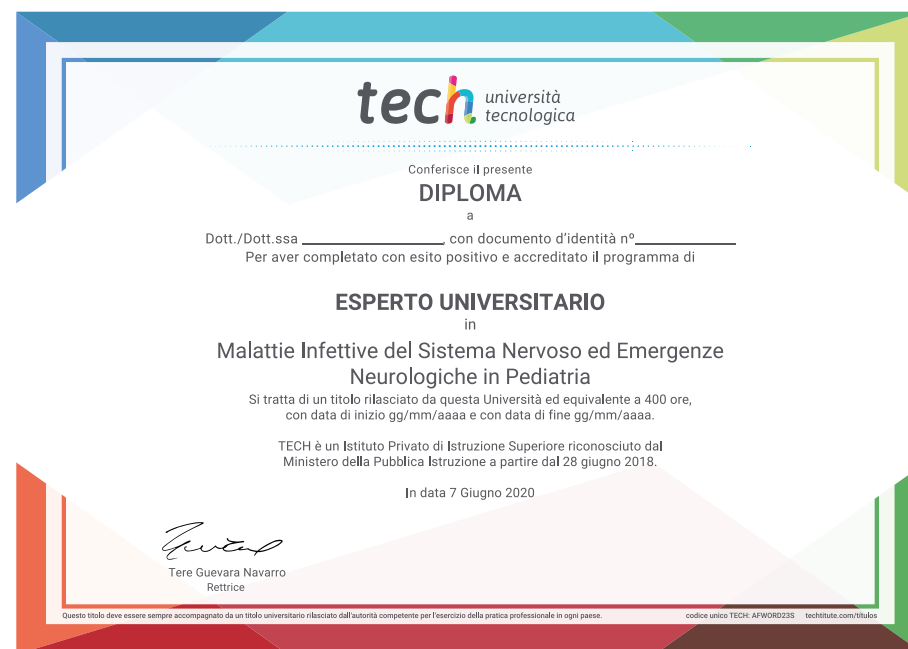 tech università
tecnologica
Conferisce il presente
DIPLOMA
a
Dott./Dott.ssa ____________________, con documento d'identità nº______________
Per aver completato con esito positivo e accreditato il programma di
ESPERTO UNIVERSITARIO
in
Malattie Infettive del Sistema Nervoso ed Emergenze
Neurologiche in Pediatria
Si tratta di un titolo rilasciato da questa Università ed equivalente a 400 ore,
con data di inizio gg/mm/aaaa e con data di fine gg/mm/aaaa.
TECH è un Istituto Privato di Istruzione Superiore riconosciuto dal
Ministero della Pubblica Istruzione a partire dal 28 giugno 2018.
In data 7 Giugno 2020
Tere Guevara Navarro
Rettrice
Questo titolo deve essere sempre accompagnato da un titolo universitario rilasciato dall'autorità competente per l'esercizio della pratica professionale in ogni paese. codice unico TECH: AFWORD23S techtitute.com/titulos